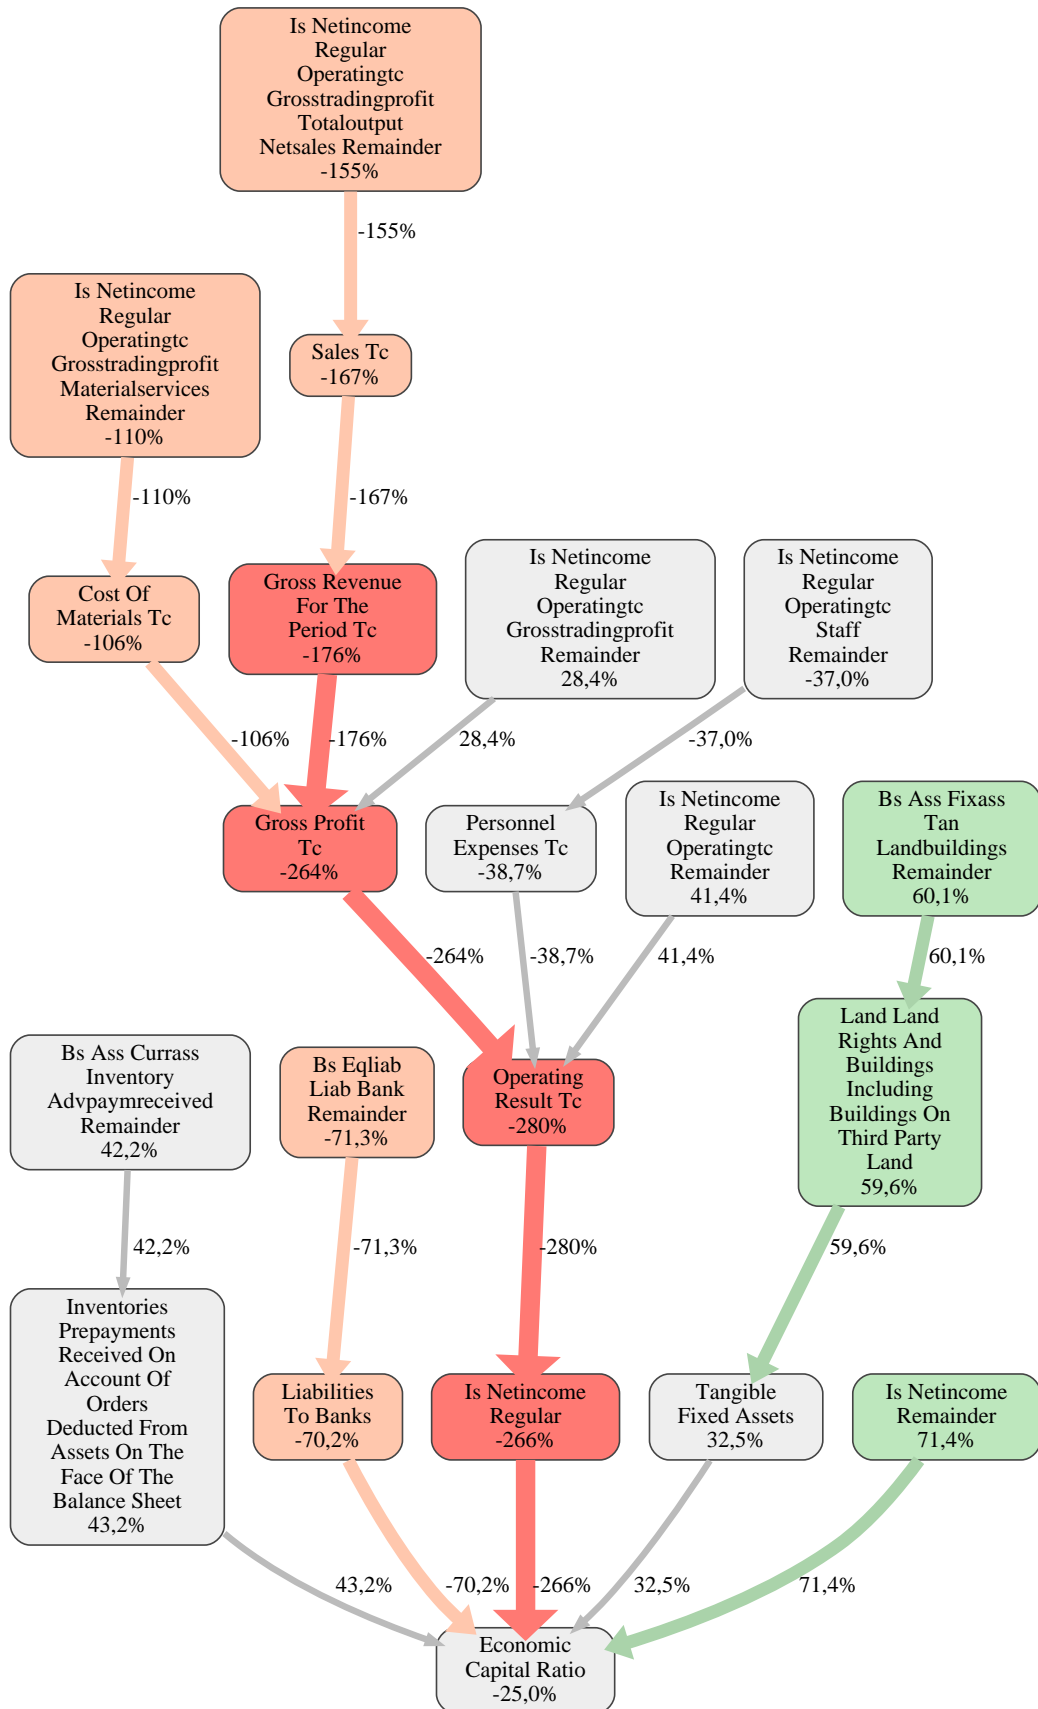 Is Netincome
Regular
Operatingtc
Grosstradingprofit
Totaloutput
Netsales Remainder
-155%
-155%
Is Netincome
Regular
Operatingtc
Grosstradingprofit
Materialservices
Remainder
-110%
Sales Tc
-167%
-110%
-167%
Cost Of
Materials Tc
-106%
Gross Revenue
For The
Period Tc
-176%
Is Netincome
Regular
Operatingtc
Grosstradingprofit
Remainder
28,4%
Is Netincome
Regular
Operatingtc
Staff
Remainder
-37,0%
-106%
-176%
28,4%
-37,0%
Gross Profit
Tc
-264%
Personnel
Expenses Tc
-38,7%
Is Netincome
Regular
Operatingtc
Remainder
41,4%
Bs Ass Fixass
Tan
Landbuildings
Remainder
60,1%
-264%
-38,7%
41,4%
60,1%
Bs Ass Currass
Inventory
Advpaymreceived
Remainder
42,2%
Bs Eqliab
Liab Bank
Remainder
-71,3%
Operating
Result Tc
-280%
Land Land
Rights And
Buildings
Including
Buildings On
Third Party
Land
59,6%
42,2%
-71,3%
-280%
59,6%
Inventories
Prepayments
Received On
Account Of
Orders
Deducted From
Assets On The
Face Of The
Balance Sheet
43,2%
Liabilities
To Banks
-70,2%
Is Netincome
Regular
-266%
Tangible
Fixed Assets
32,5%
Is Netincome
Remainder
71,4%
43,2%
-70,2%
-266%
32,5%
71,4%
Economic
Capital Ratio
-25,0%